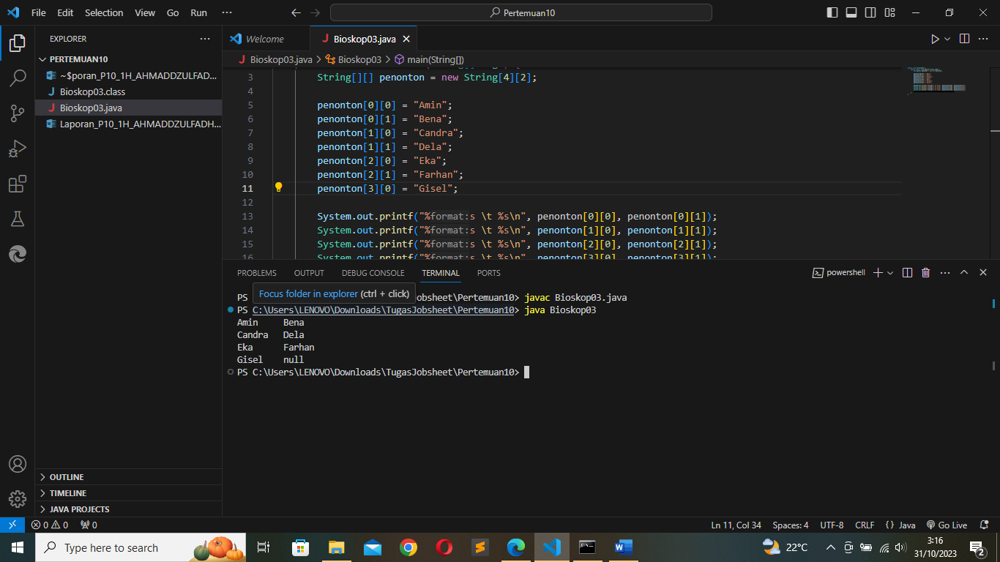 File Edit Selection View Go Run ··· Pertemuan10
EXPLORER ···
PERTEMUAN10
~$poran_P10_1H_AHMADDZULFAD...
Bioskop03.class
Bioskop03.java
Laporan_P10_1H_AHMADDZULFADH...
OUTLINE
TIMELINE
JAVA PROJECTS
Welcome Bioskop03.java
Bioskop03.java > Bioskop03 > main(String[])
3 String[][] penonton = new String[4][2];
4
5 penonton[0][0] = "Amin";
6 penonton[0][1] = "Bena";
7 penonton[1][0] = "Candra";
8 penonton[1][1] = "Dela";
9 penonton[2][0] = "Eka";
10 penonton[2][1] = "Farhan";
11 penonton[3][0] = "Gisel";
12
13 System.out.printf("%format:s \t %s\n", penonton[0][0], penonton[0][1]);
14 System.out.printf("%format:s \t %s\n", penonton[1][0], penonton[1][1]);
15 System.out.printf("%format:s \t %s\n", penonton[2][0], penonton[2][1]);
16 System.out.printf("%format:s \t %s\n", penonton[3][0], penonton[3][1]);
PROBLEMS OUTPUT DEBUG CONSOLE TERMINAL PORTS powershell
Focus folder in explorer (ctrl + click)
PS obsheet\Pertemuan10> javac Bioskop03.java
PS C:\Users\LENOVO\Downloads\TugasJobsheet\Pertemuan10> java Bioskop03
Amin Bena
Candra Dela
Eka Farhan
Gisel null
PS C:\Users\LENOVO\Downloads\TugasJobsheet\Pertemuan10>
0 0 0 Ln 11, Col 34 Spaces: 4 UTF-8 CRLF {} Java Go Live
Type here to search 22°C 3:16
31/10/2023 2